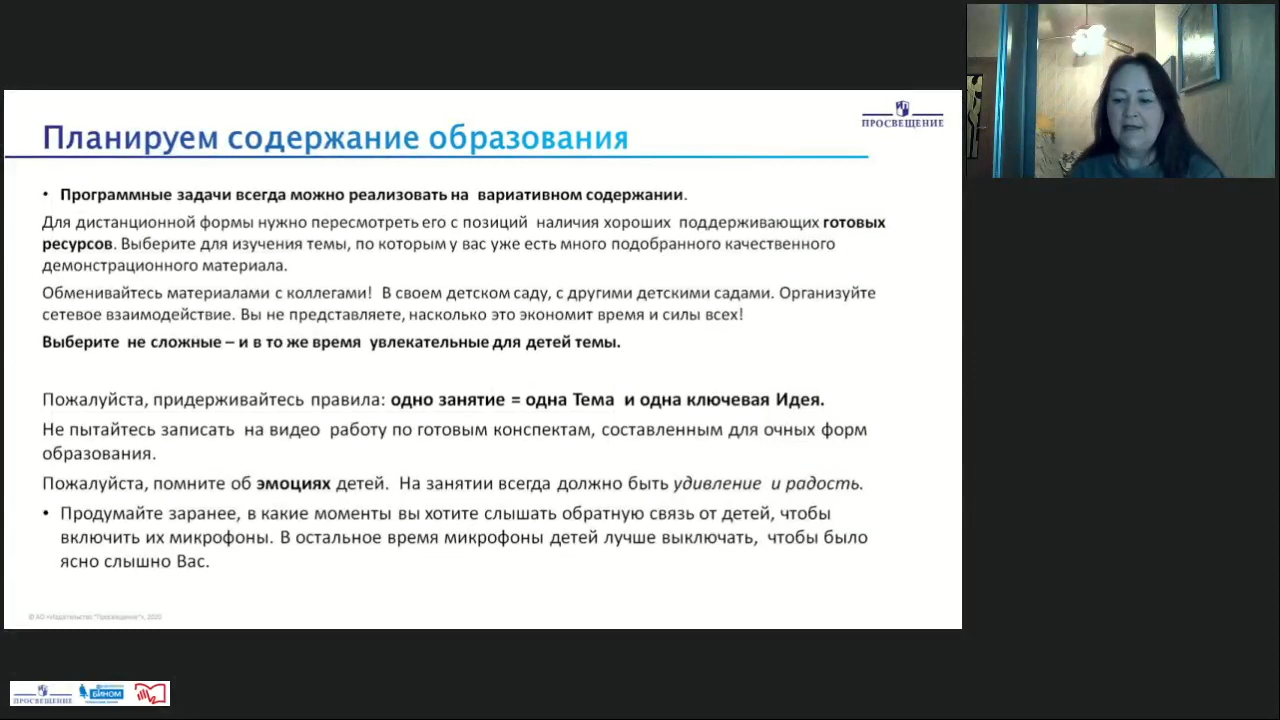 Планируем содержание образования
ПРОСВЕЩЕНИЕ
• Программные задачи всегда можно реализовать на вариативном содержании.
Для дистанционной формы нужно пересмотреть его с позиций наличия хороших поддерживающих готовых
ресурсов. Выберите для изучения темы, по которым у вас уже есть много подобранного качественного
демонстрационного материала.
Обменивайтесь материалами с коллегами! В своем детском саду, с другими детскими садами. Организуйте
сетевое взаимодействие. Вы не представляете, насколько это экономит время и силы всех!
Выберите не сложные – и в то же время увлекательные для детей темы.
Пожалуйста, придерживайтесь правила: одно занятие = одна Тема и одна ключевая Идея.
Не пытайтесь записать на видео работу по готовым конспектам, составленным для очных форм
образования.
Пожалуйста, помните об эмоциях детей. На занятии всегда должно быть удивление и радость.
• Продумайте заранее, в какие моменты вы хотите слышать обратную связь от детей, чтобы
включить их микрофоны. В остальное время микрофоны детей лучше выключать, чтобы было
ясно слышно Вас.
© АО «Издательство "Просвещение"», 2020
ПРОСВЕЩЕНИЕ
БИНОМ